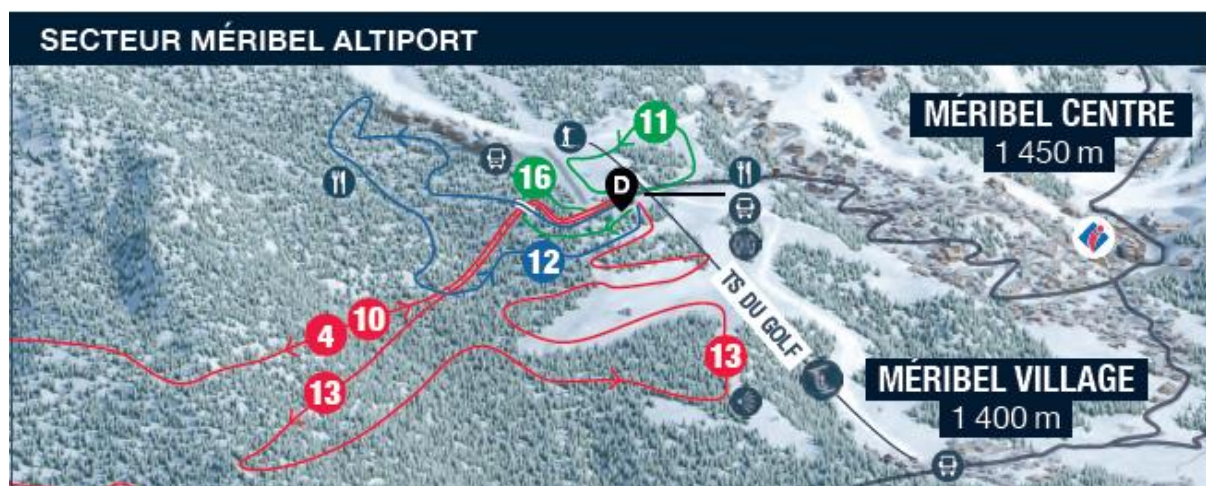 SECTEUR MÉRIBEL ALTIPORT
11
MÉRIBEL CENTRE
1 450 m
16
D
12
TS DU GOLF
10
4
13
13
MÉRIBEL VILLAGE
1 400 m